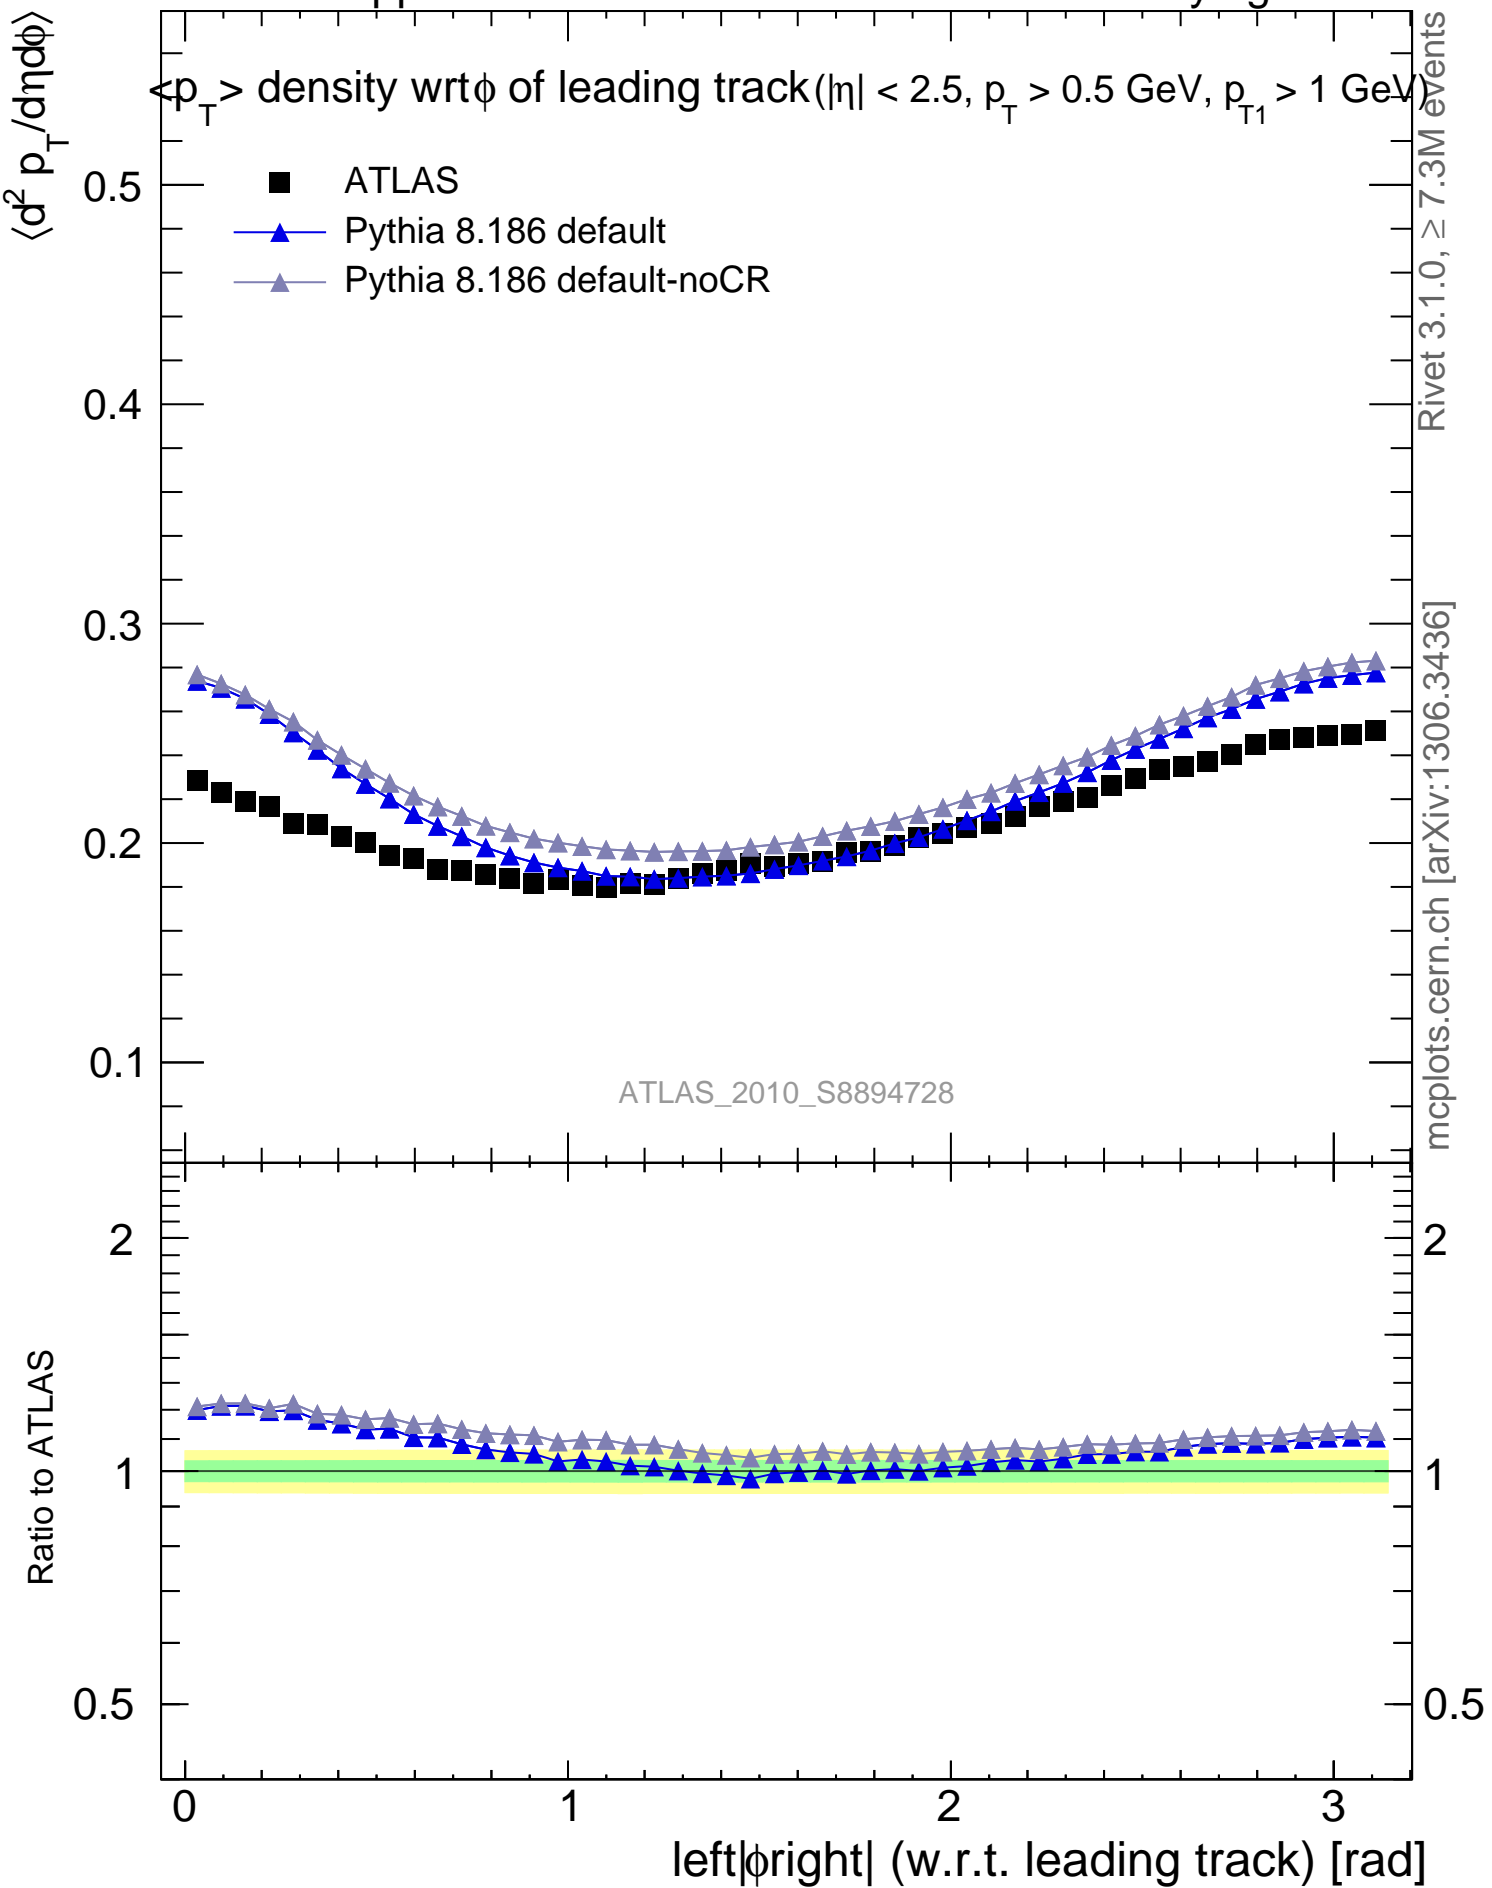 ⟨d² p_T/dηdϕ⟩
<p_T> density wrtϕ of leading track(|η| < 2.5, p_T > 0.5 GeV, p_T1 > 1 GeV)
ATLAS
Pythia 8.186 default
Pythia 8.186 default-noCR
0.5
0.4
0.3
0.2
0.1
ATLAS_2010_S8894728
Rivet 3.1.0, ≥ 7.3M events
mcplots.cern.ch [arXiv:1306.3436]
Ratio to ATLAS
2
1
0.5
2
1
0.5
0 1 2 3
left|ϕright| (w.r.t. leading track) [rad]